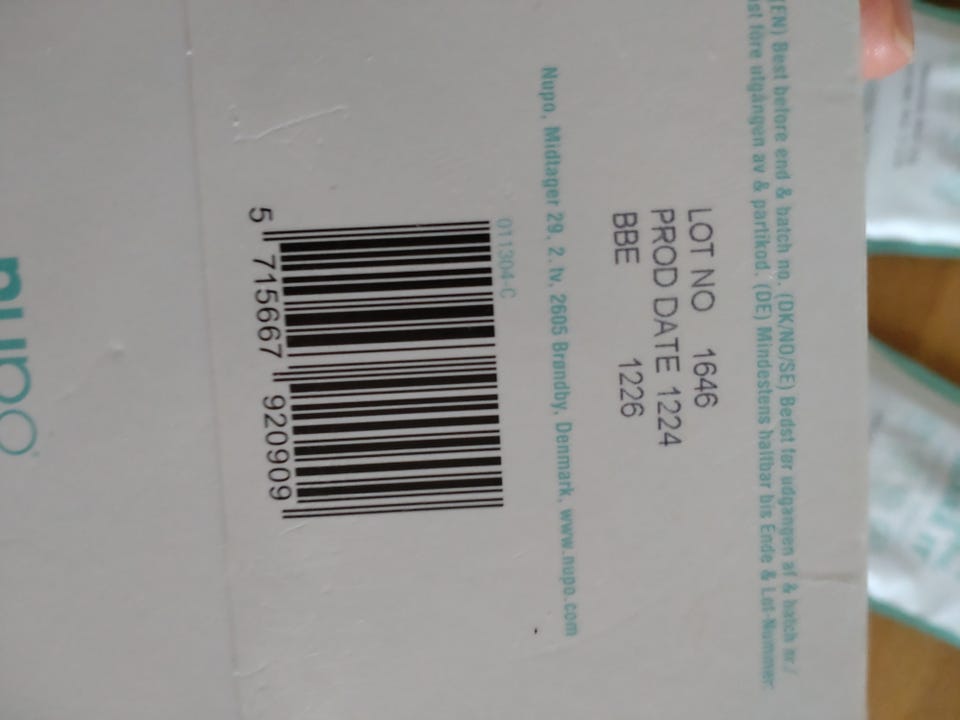 (EN) Best before end & batch no. (DK/NO/SE) Bedst før udgangen af & batch nr./
före utgången av & partikod. (DE) Mindestens haltbar bis Ende & Lot-Nummer:
LOT NO 1646
PROD DATE 1224
BBE 1226
Nupo, Midtager 29, 2. tv, 2605 Brøndby, Denmark, www.nupo.com
011304-C
5 715667 920909
nupo